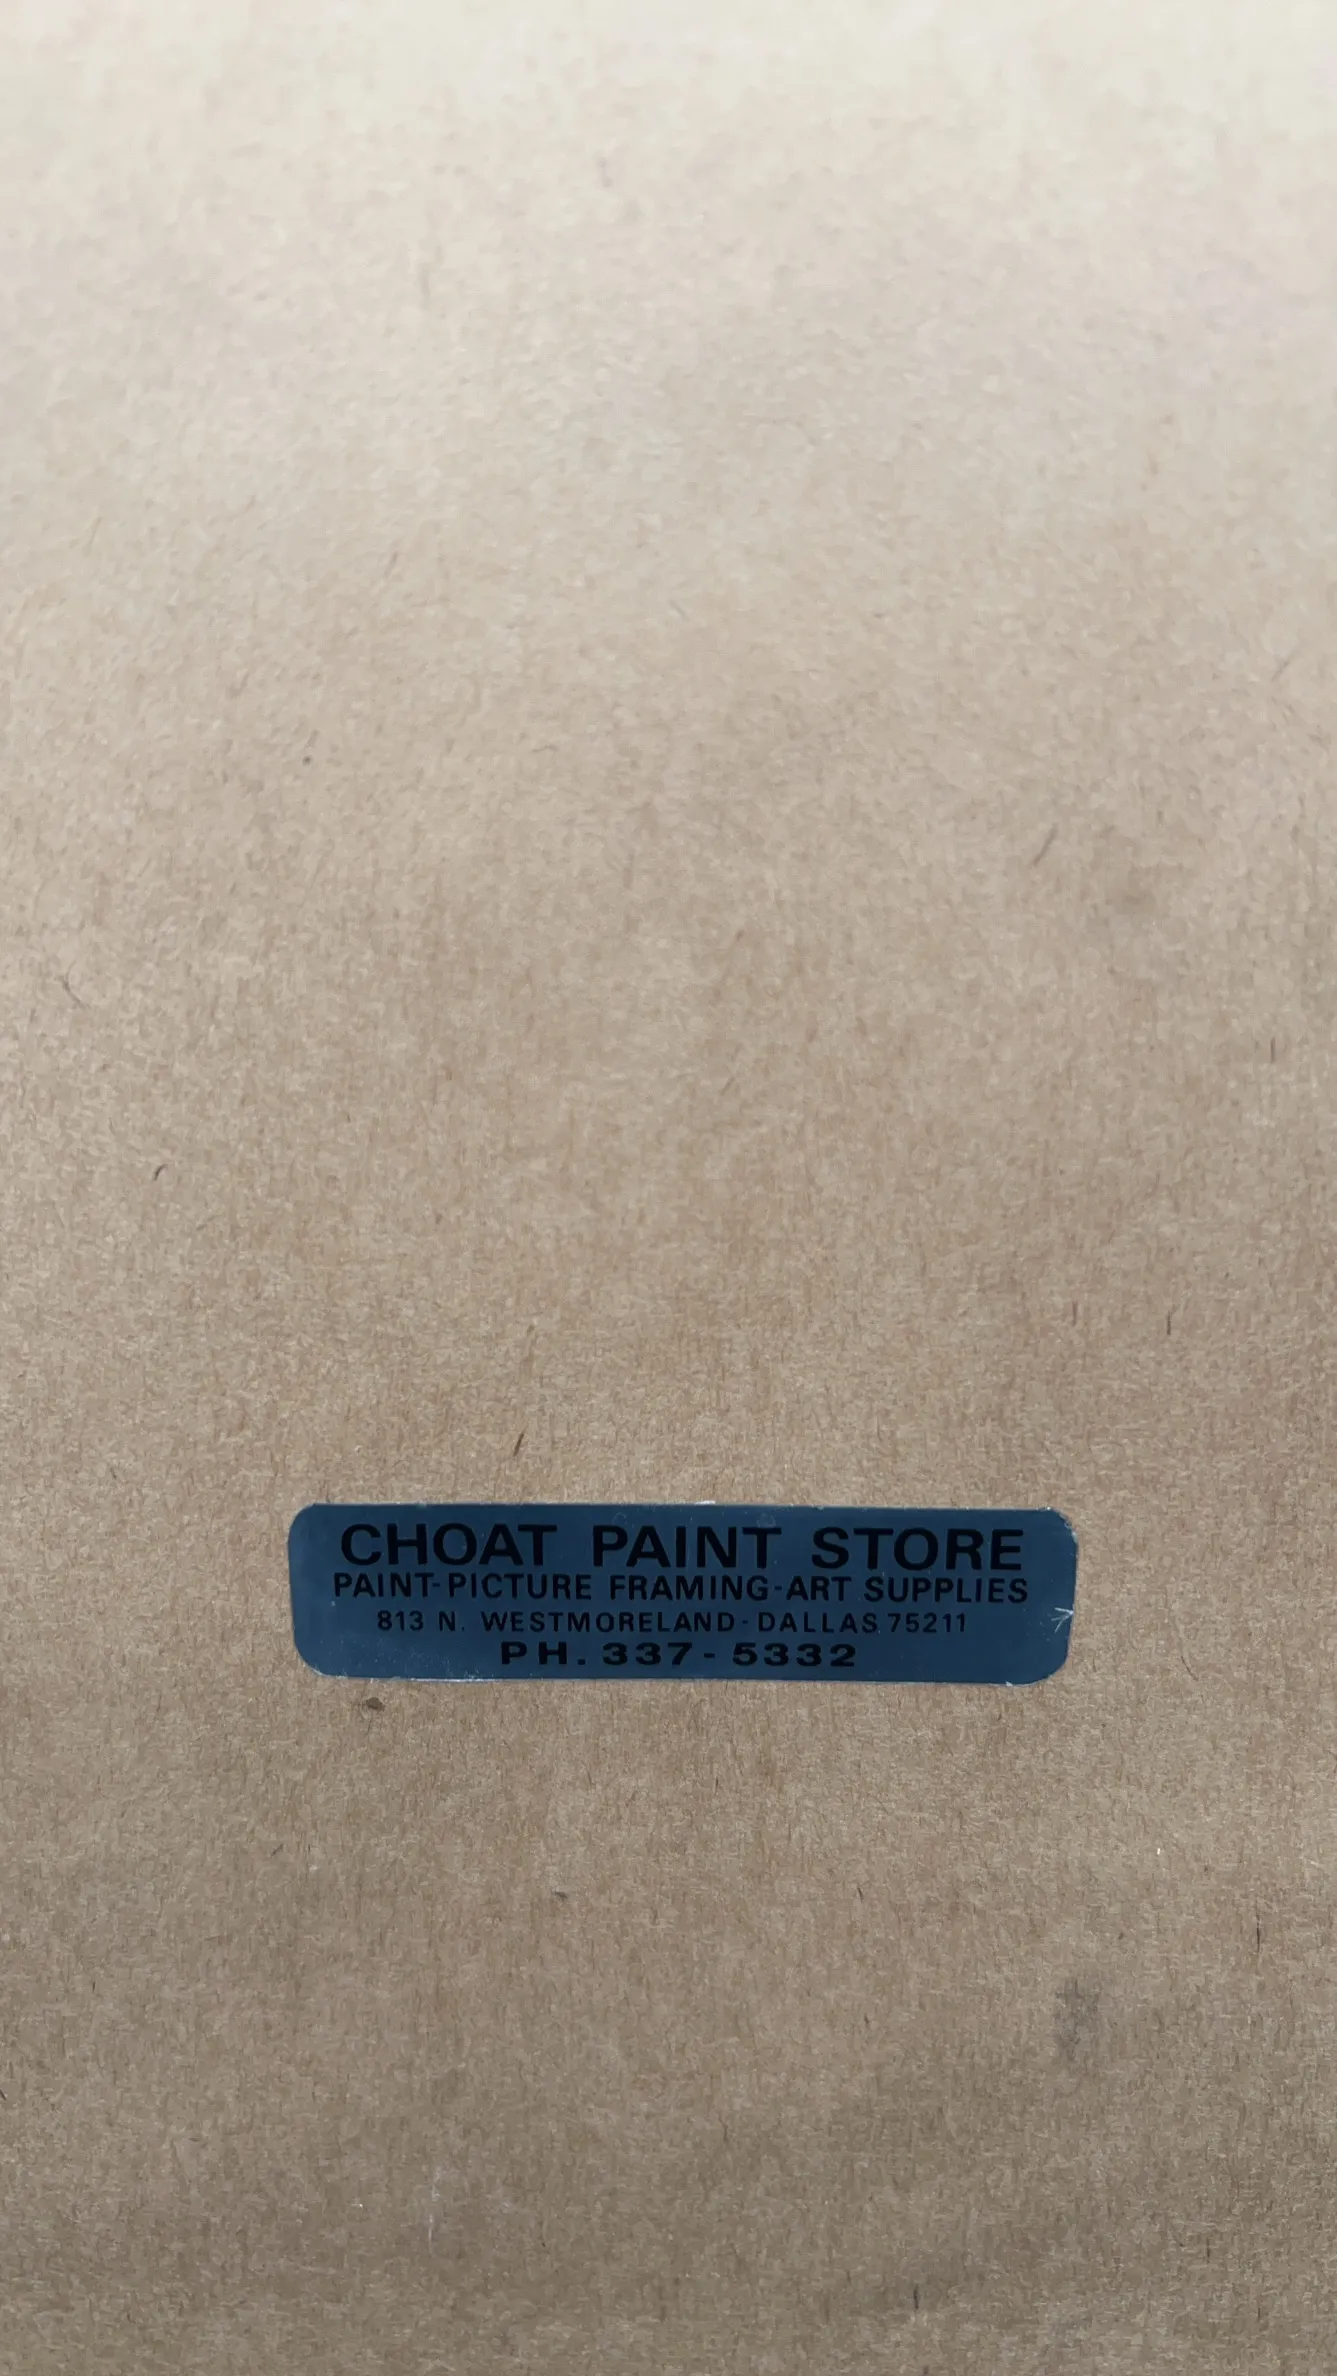 CHOAT PAINT STORE
PAINT-PICTURE FRAMING-ART SUPPLIES
813 N. WESTMORELAND-DALLAS 75211
PH. 337-5332